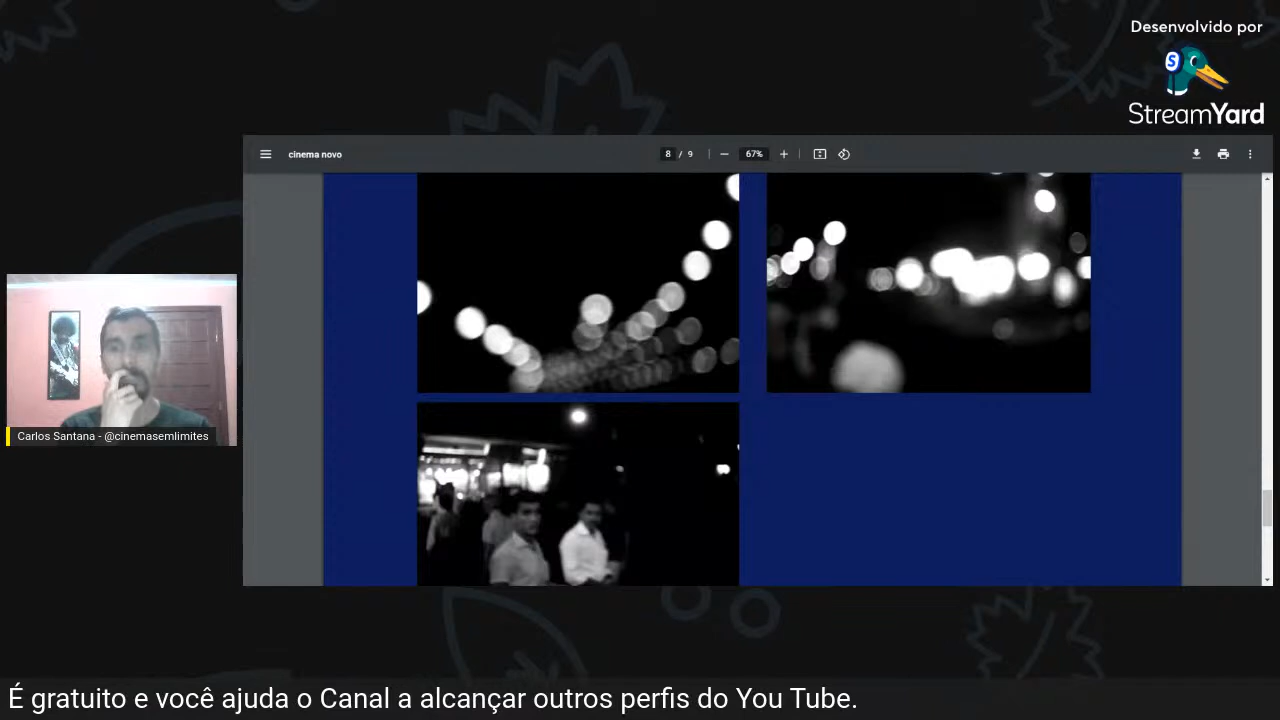 Desenvolvido por
StreamYard
cinema novo
8 / 9
67%
Carlos Santana - @cinemasemlimites
É gratuito e você ajuda o Canal a alcançar outros perfis do You Tube.